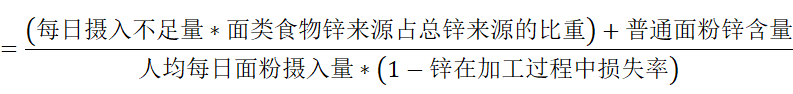 = (每日摄入不足量*面类食物锌来源占总锌来源的比重)+普通面粉锌含量
人均每日面粉摄入量*(1−锌在加工过程中损失率)